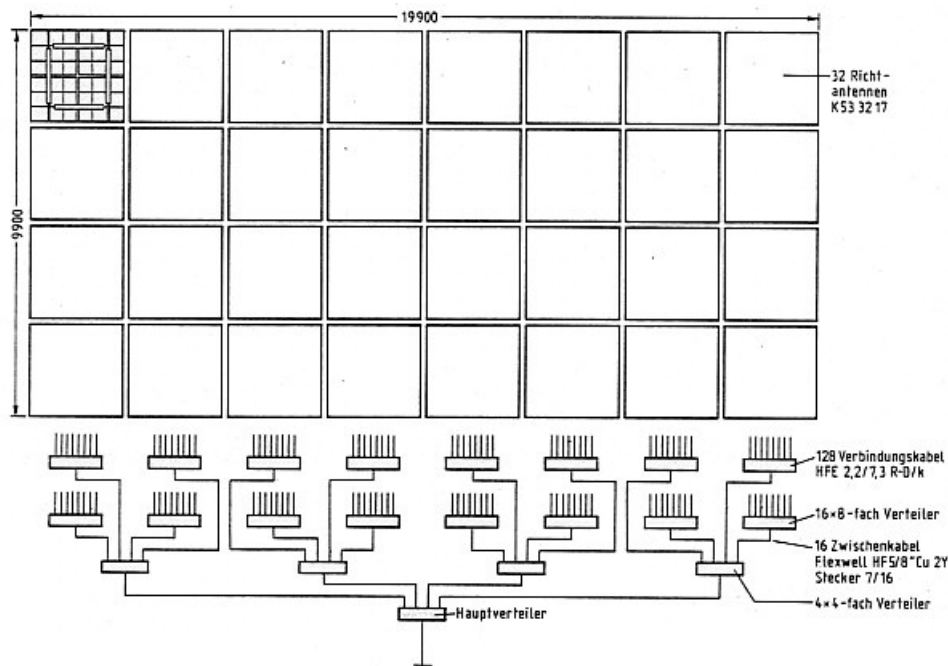 19900
32 Richt-
antennen
K53 32 17
9900
128 Verbindungskabel
HFE 2,2/7,3 R-D/k
16×8-fach Verteiler
16 Zwischenkabel
Flexwell HF5/8"Cu 2Y
Stecker 7/16
4×4-fach Verteiler
Hauptverteiler